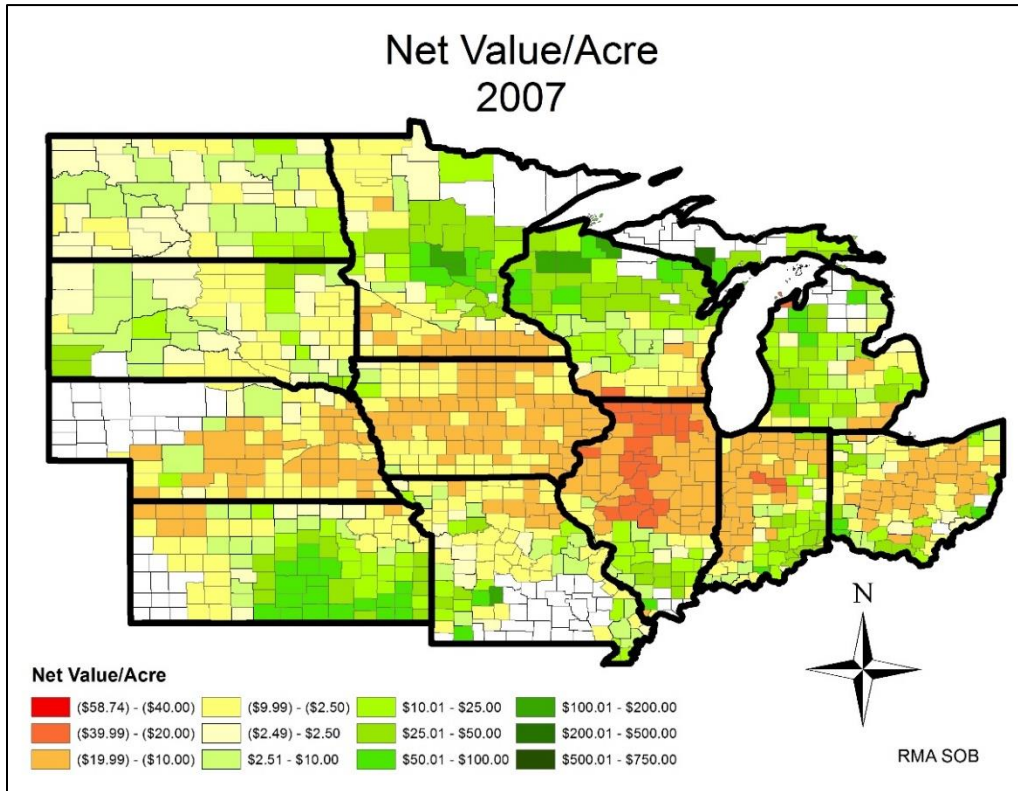 Net Value/Acre
2007
N
Net Value/Acre
($58.74) - ($40.00) ($9.99) - ($2.50) $10.01 - $25.00 $100.01 - $200.00
($39.99) - ($20.00) ($2.49) - $2.50 $25.01 - $50.00 $200.01 - $500.00
($19.99) - ($10.00) $2.51 - $10.00 $50.01 - $100.00 $500.01 - $750.00
RMA SOB